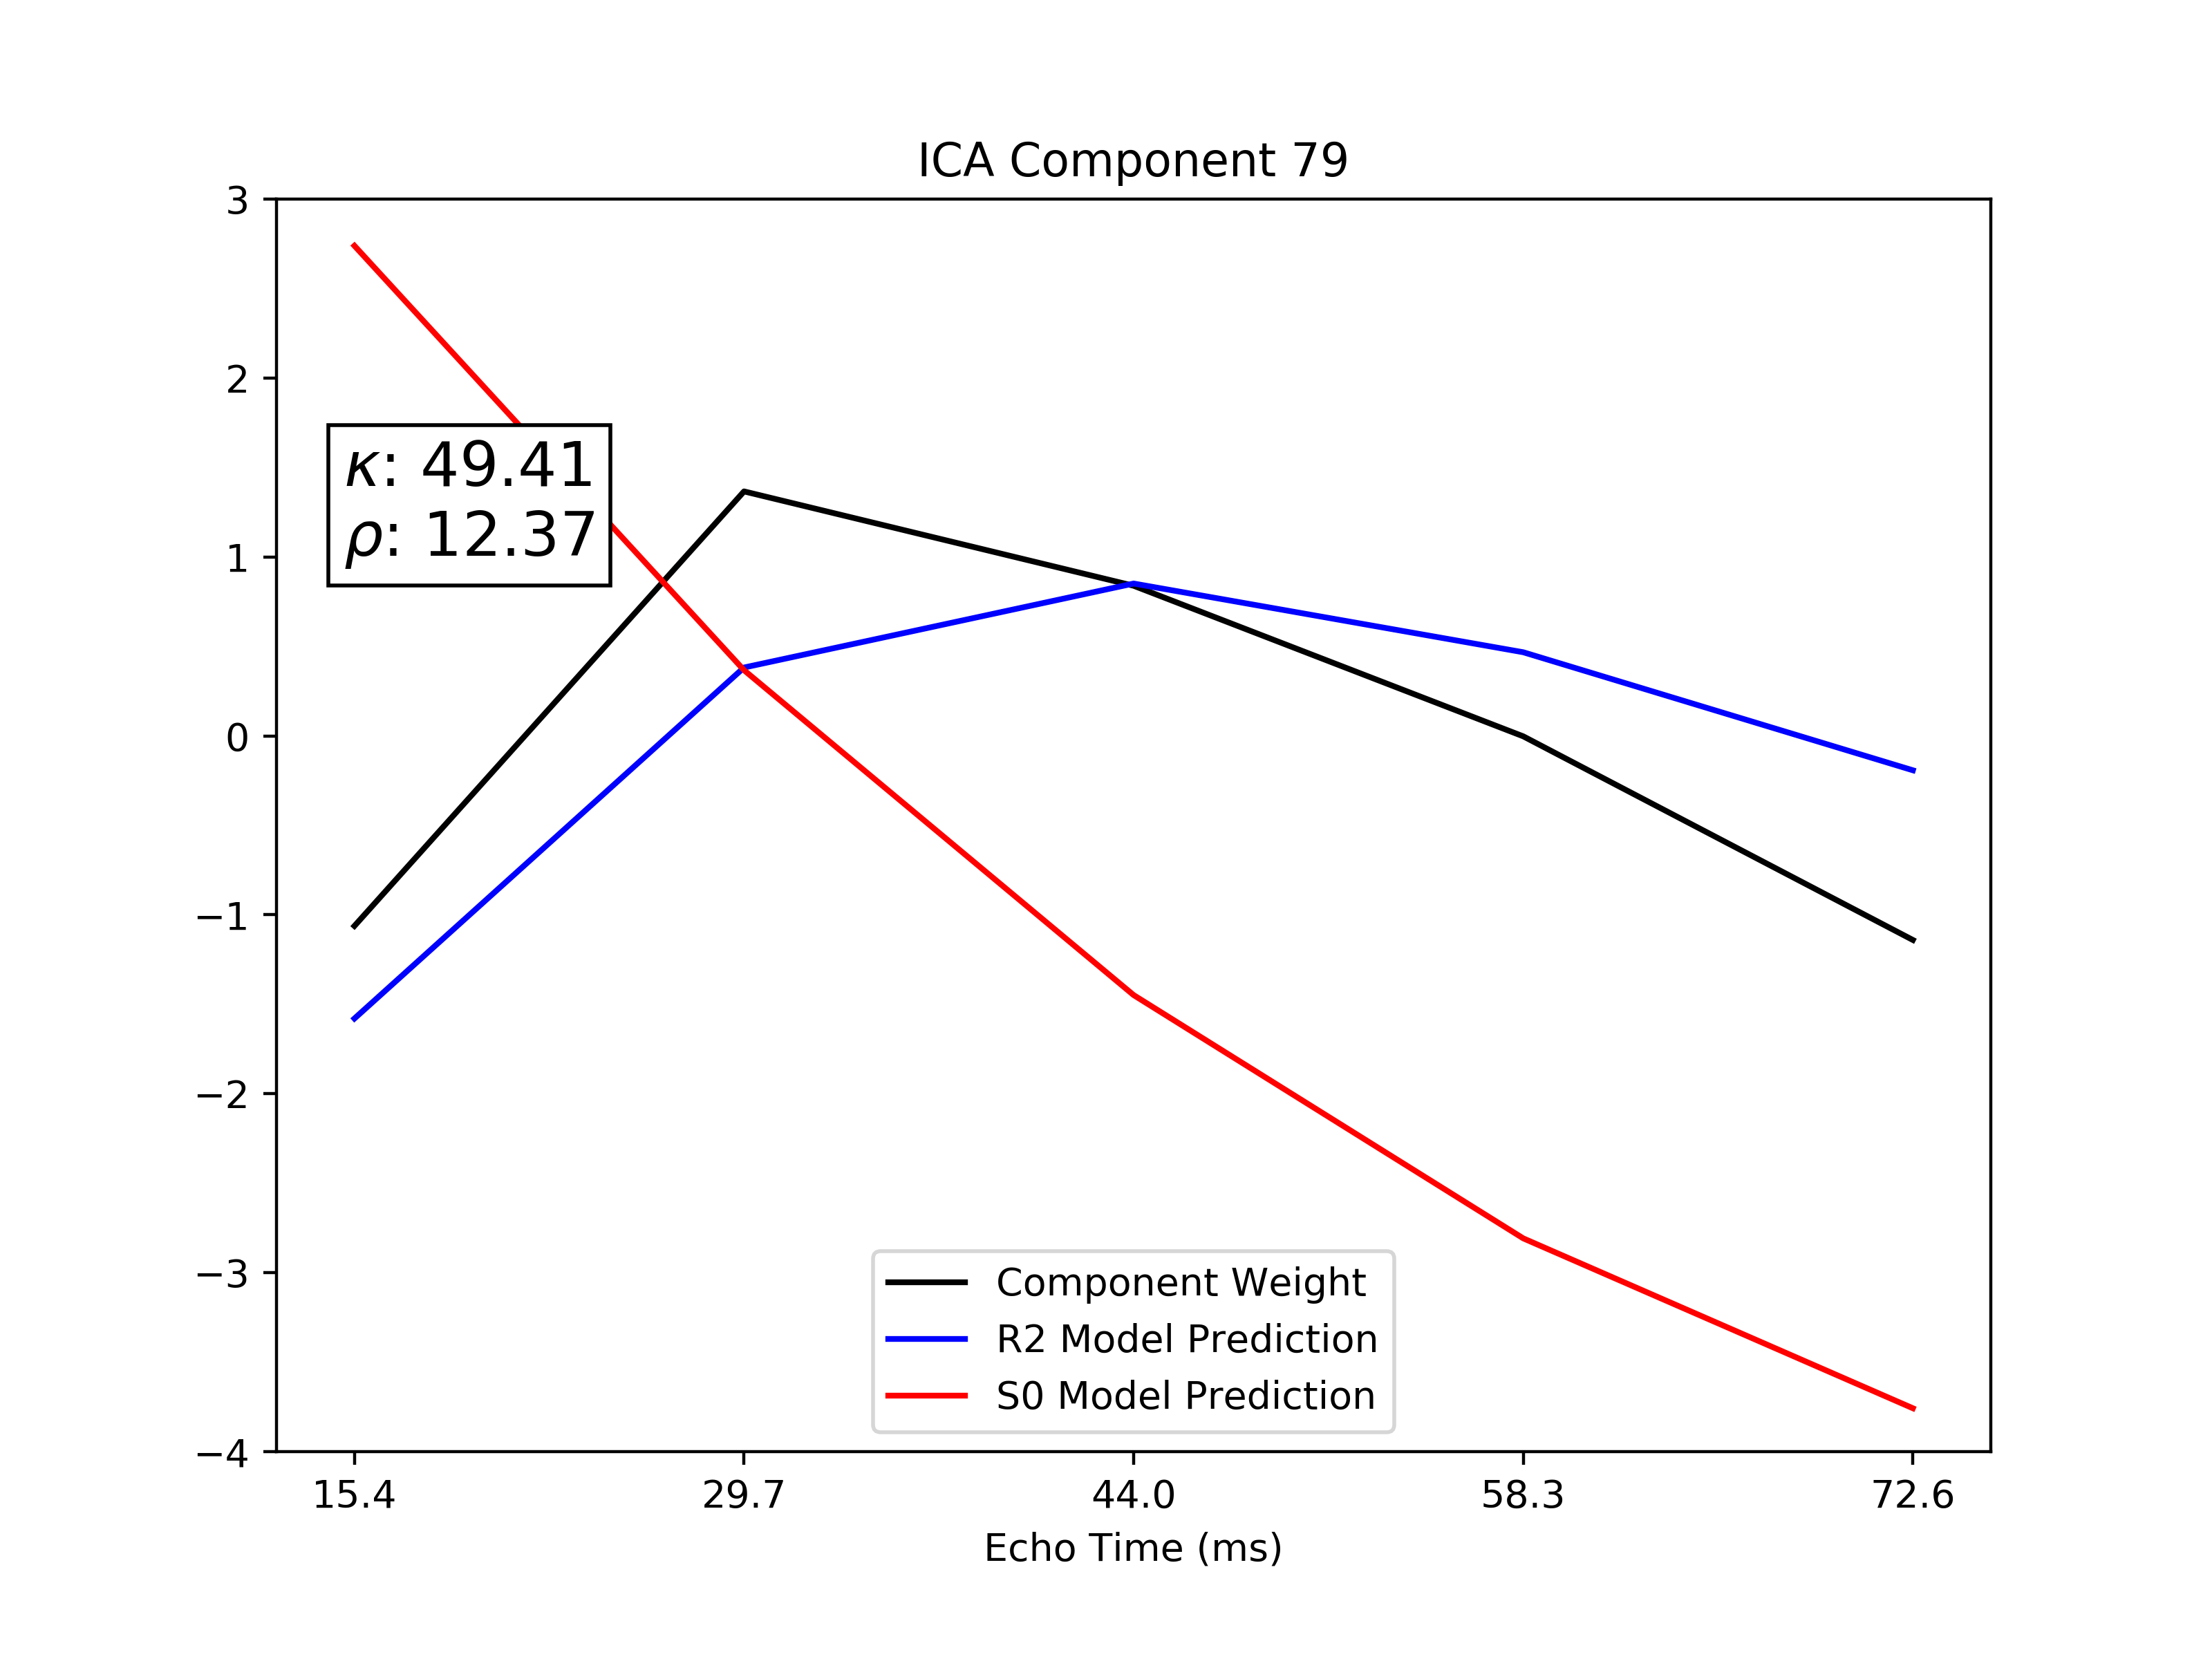 ICA Component 79
3
2
1
0
−1
−2
−3
−4
κ: 49.41
ρ: 12.37
Component Weight
R2 Model Prediction
S0 Model Prediction
15.4 29.7 44.0 58.3 72.6
Echo Time (ms)